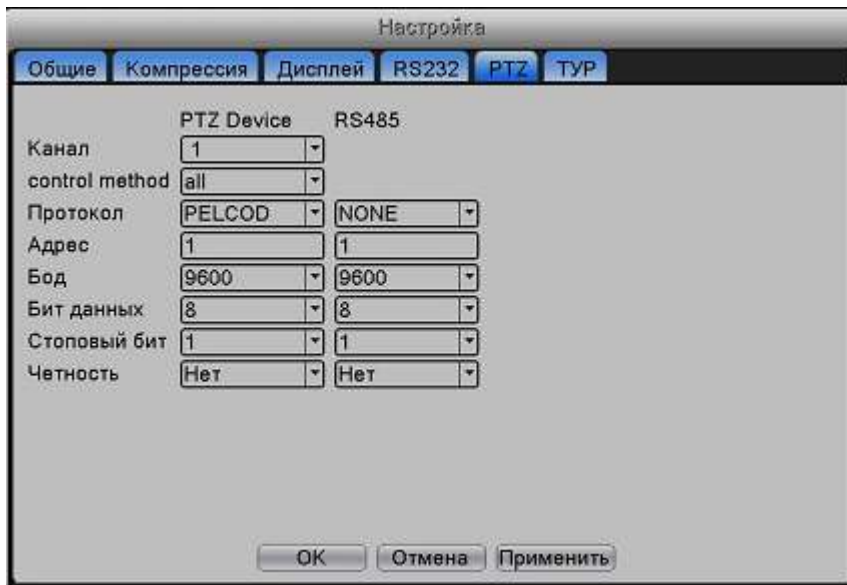 Настройка
Общие Компрессия Дисплей RS232 PTZ ТУР
PTZ Device RS485
Канал 1
control method all
Протокол PELCOD NONE
Адрес 1 1
Бод 9600 9600
Бит данных 8 8
Стоповый бит 1 1
Четность Нет Нет
OK Отмена Применить